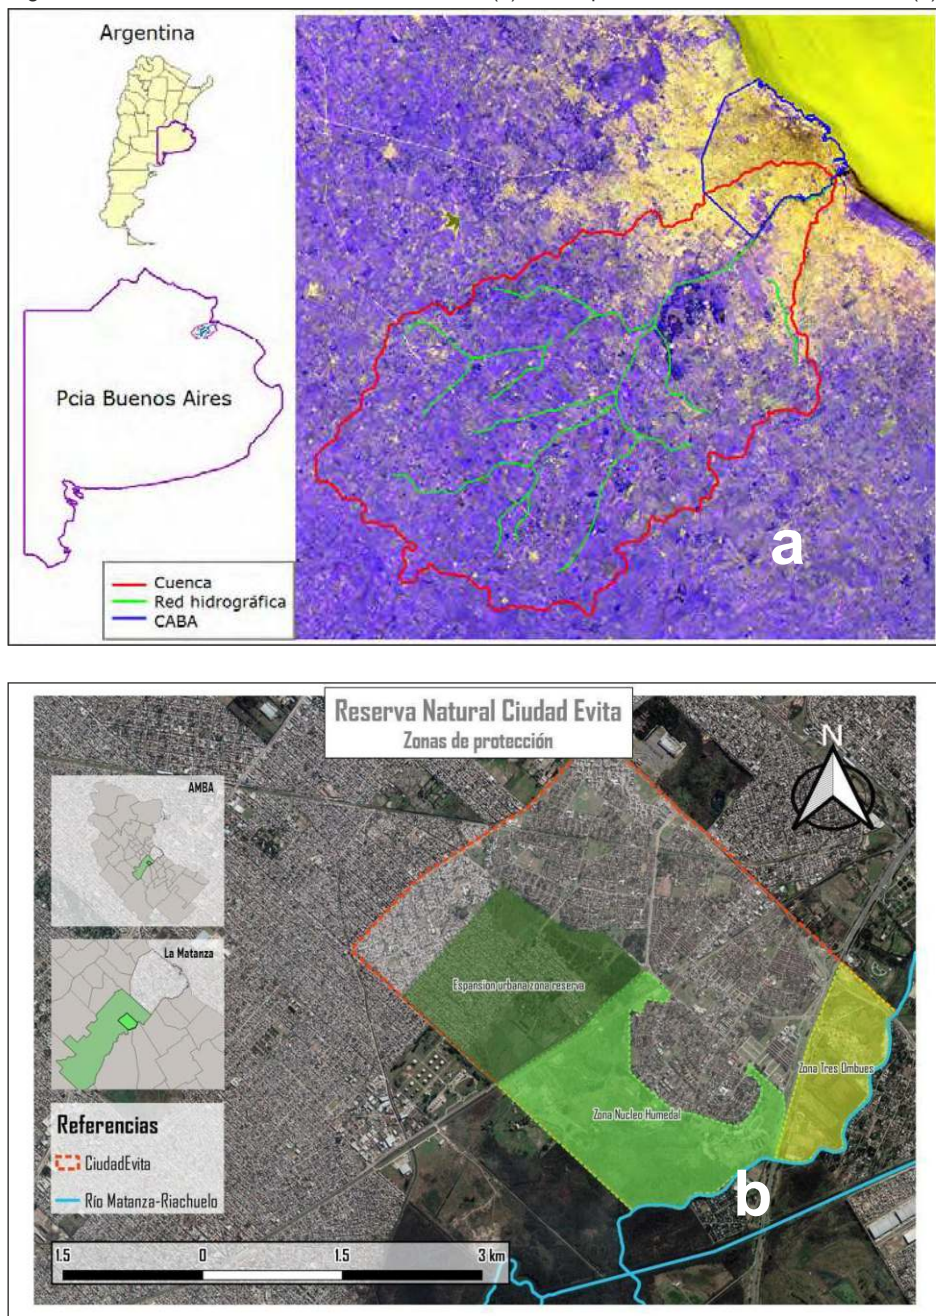 Argentina
Pcia Buenos Aires
Cuenca
Red hidrográfica
CABA
a
Reserva Natural Ciudad Evita
Zonas de protección
N
AMBA
La Matanza
Referencias
CiudadEvita
Río Matanza-Riachuelo
Espansión urbana zona reserva
Zona Nucleo Humedal
Zona Tres Ombues
b
1.5 0 1.5 3 km